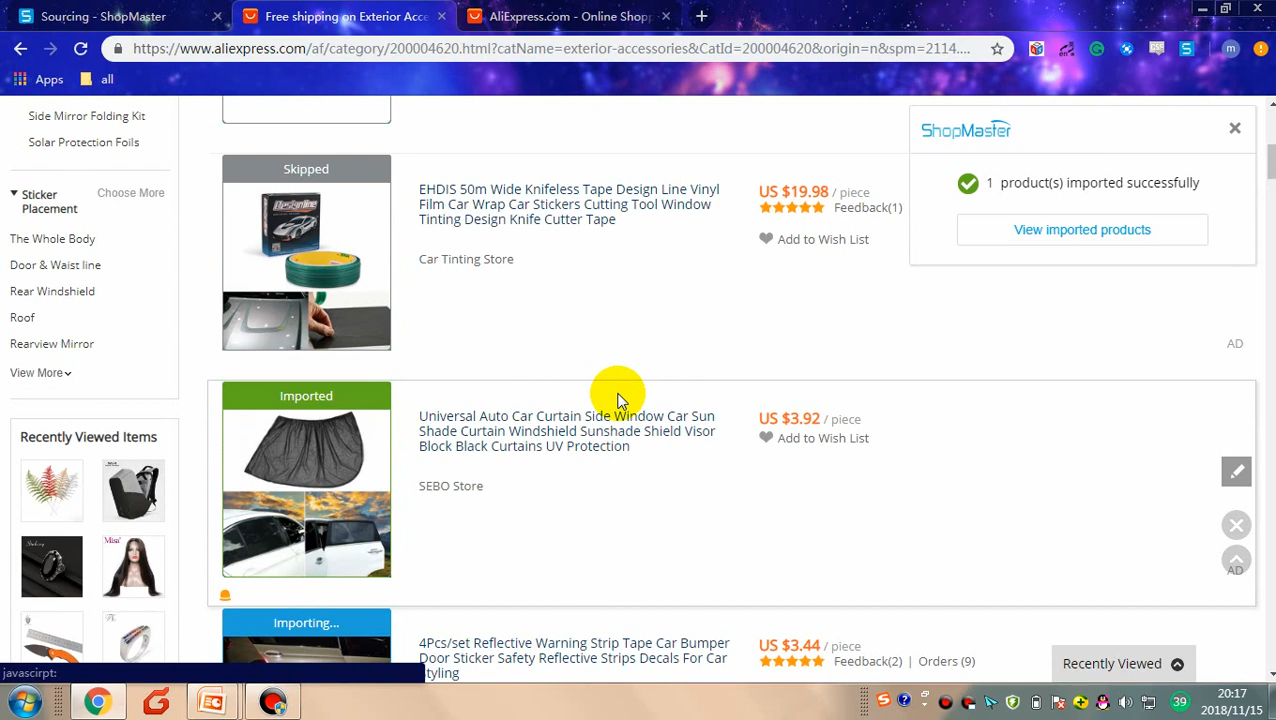 Sourcing - ShopMaster
Free shipping on Exterior Acce
AliExpress.com - Online Shopp
https://www.aliexpress.com/af/category/200004620.html?catName=exterior-accessories&CatId=200004620&origin=n&spm=2114....
m
Apps
all
Side Mirror Folding Kit
Solar Protection Foils
Sticker Placement
Choose More
The Whole Body
Door & Waist line
Rear Windshield
Roof
Rearview Mirror
View More
Recently Viewed Items
Misa
Skipped
Designline
EHDIS 50m Wide Knifeless Tape Design Line Vinyl
Film Car Wrap Car Stickers Cutting Tool Window
Tinting Design Knife Cutter Tape
Car Tinting Store
US $19.98 / piece
Feedback(1)
Add to Wish List
ShopMaster
1 product(s) imported successfully
View imported products
AD
Imported
Universal Auto Car Curtain Side Window Car Sun
Shade Curtain Windshield Sunshade Shield Visor
Block Black Curtains UV Protection
SEBO Store
US $3.92 / piece
Add to Wish List
AD
Importing...
4Pcs/set Reflective Warning Strip Tape Car Bumper
Door Sticker Safety Reflective Strips Decals For Car
Styling
US $3.44 / piece
Feedback(2) | Orders (9)
Recently Viewed
javascirpt:
39
20:17
2018/11/15